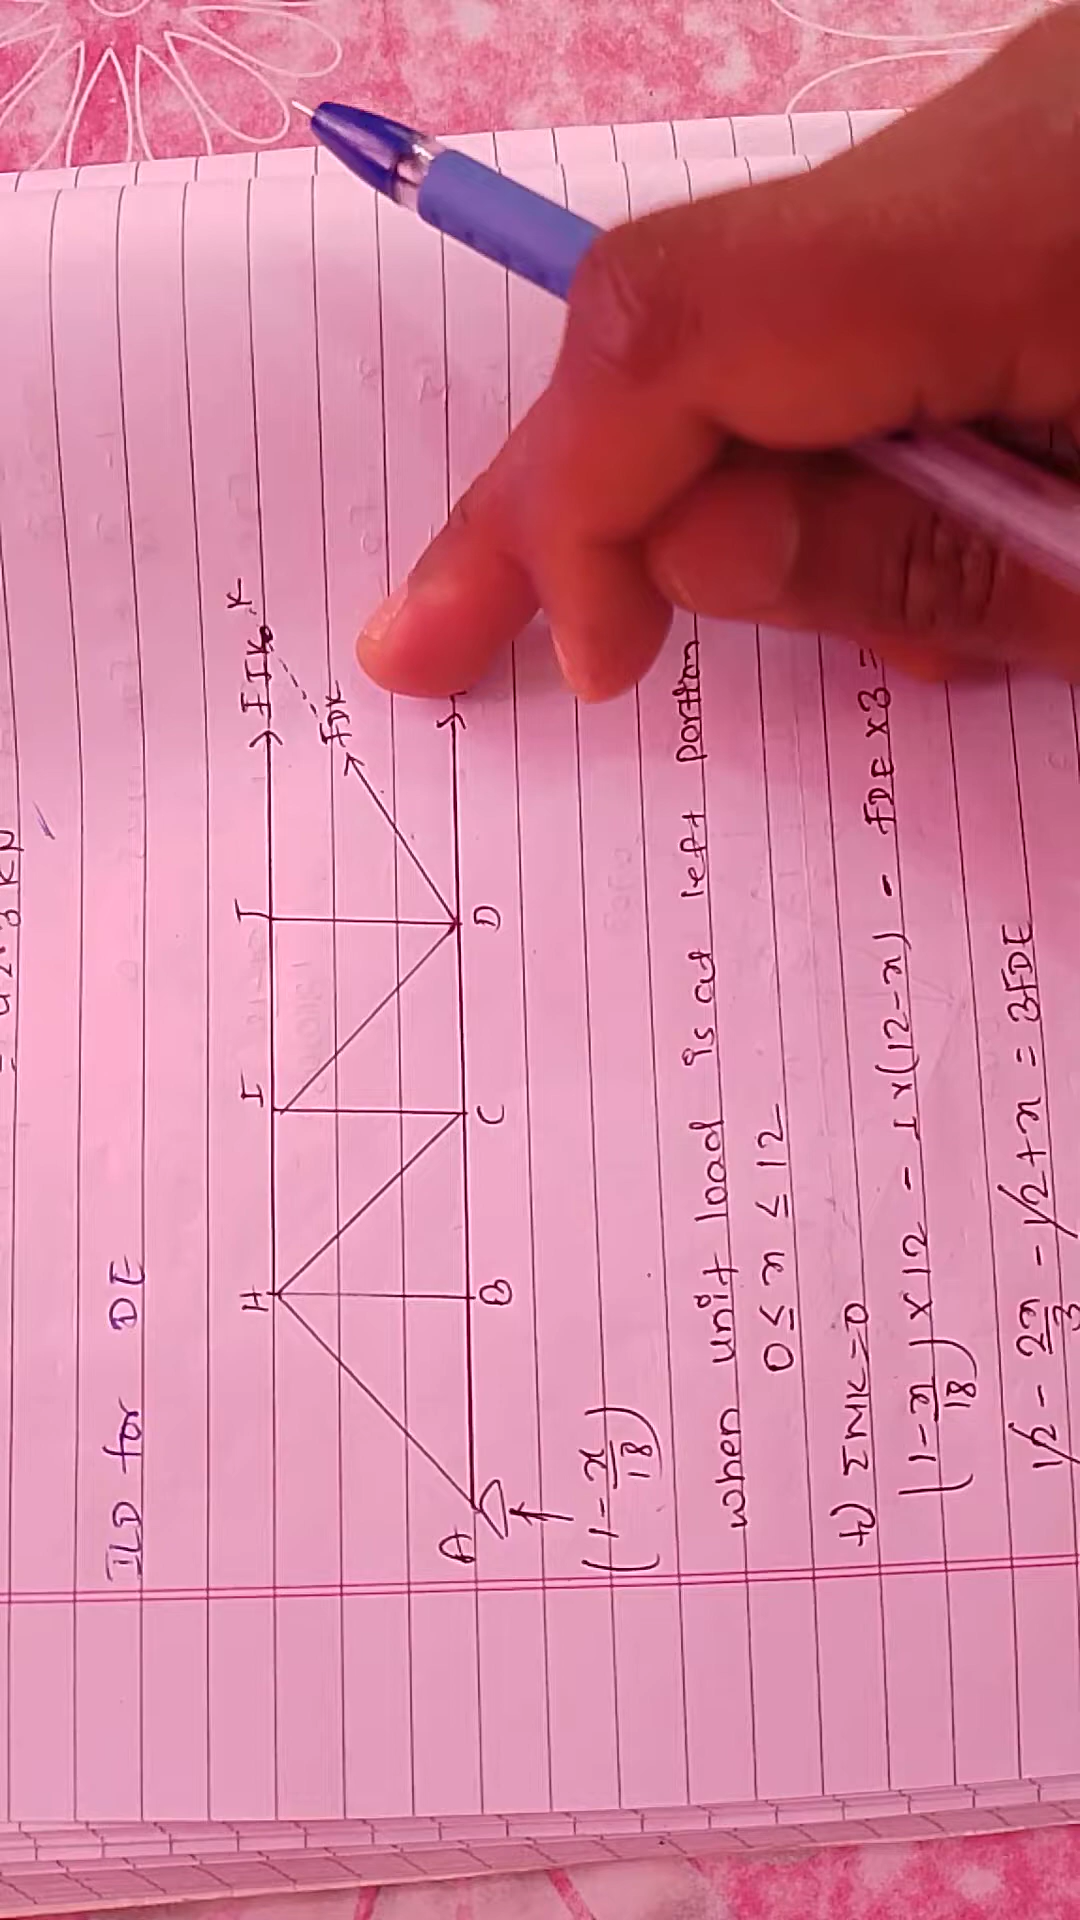 ILD for DE
H I J FJK K
FDK
A B C D
(1 - x/18)
when unit load is at left portion
0 ≤ x ≤ 12
+↻ ΣMK=0
(1 - x/18) × 12 - 1×(12-x) - FDE ×3 =
12 - 2x/3 - 12 + x = 3FDE